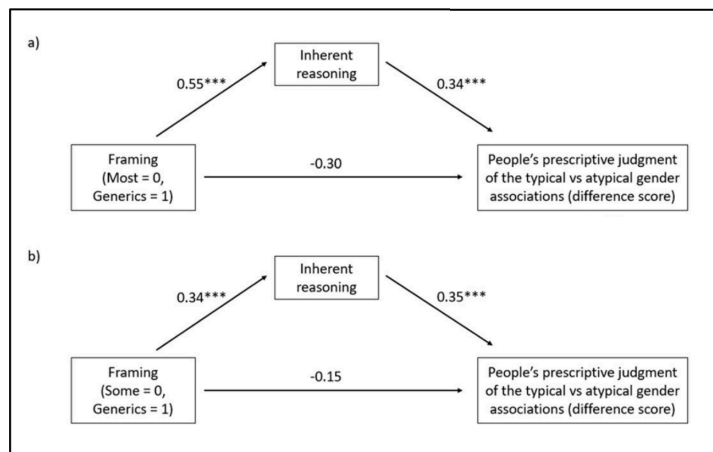 a)
Inherent
reasoning
0.55***
0.34***
Framing
(Most = 0,
Generics = 1)
-0.30
People's prescriptive judgment
of the typical vs atypical gender
associations (difference score)
b)
Inherent
reasoning
0.34***
0.35***
Framing
(Some = 0,
Generics = 1)
-0.15
People's prescriptive judgment
of the typical vs atypical gender
associations (difference score)